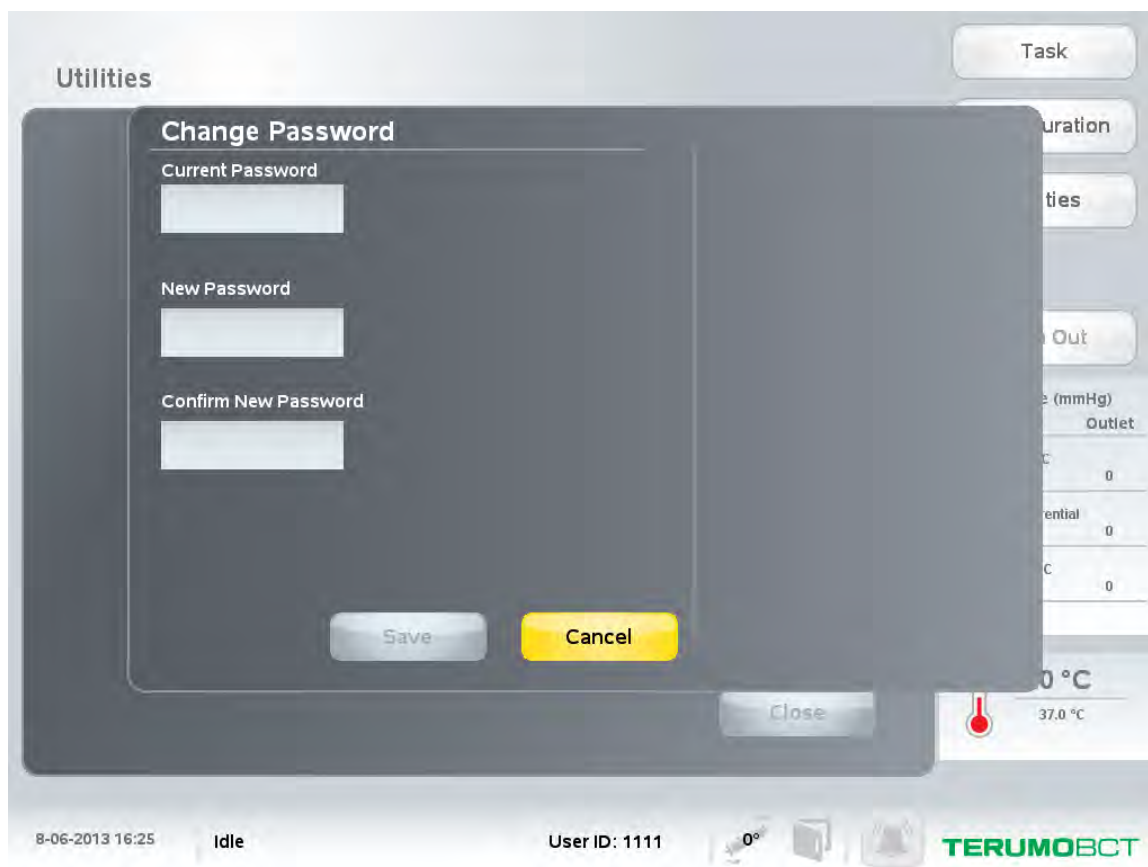 Utilities
Task
Change Password
uration
Current Password
ties
New Password
Out
Confirm New Password
(mmHg)
Outlet
0
ential
0
C
0
Save
Cancel
0 °C
Close
37.0 °C
8-06-2013 16:25
Idle
User ID: 1111
0°
TERUMOBCT